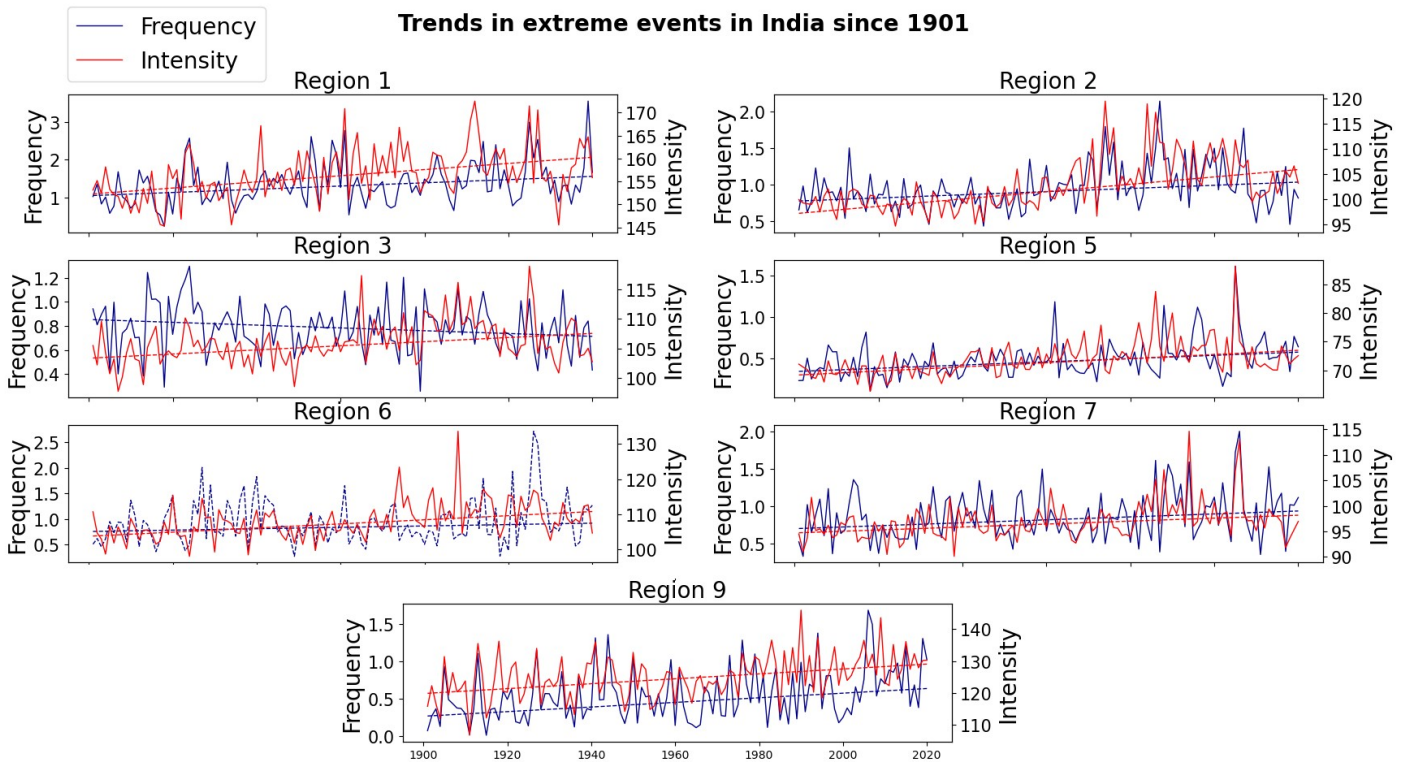 Trends in extreme events in India since 1901
Frequency
Intensity
Region 1
Frequency
3
2
1
170
165
160
155
150
145
Intensity
Region 2
Frequency
2.0
1.5
1.0
0.5
120
115
110
105
100
95
Intensity
Region 3
Frequency
1.2
1.0
0.8
0.6
0.4
115
110
105
100
Intensity
Region 5
Frequency
1.5
1.0
0.5
85
80
75
70
Intensity
Region 6
Frequency
2.5
2.0
1.5
1.0
0.5
130
120
110
100
Intensity
Region 7
Frequency
2.0
1.5
1.0
0.5
115
110
105
100
95
90
Intensity
Region 9
Frequency
1.5
1.0
0.5
0.0
140
130
120
110
Intensity
1900 1920 1940 1960 1980 2000 2020